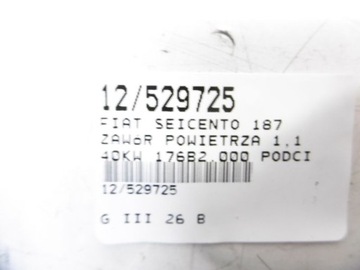 12/529725
FIAT SEICENTO 187
ZAWóR POWIETRZA 1.1
40KW 176B2.000 PODCI
12/529725
G III 26 B